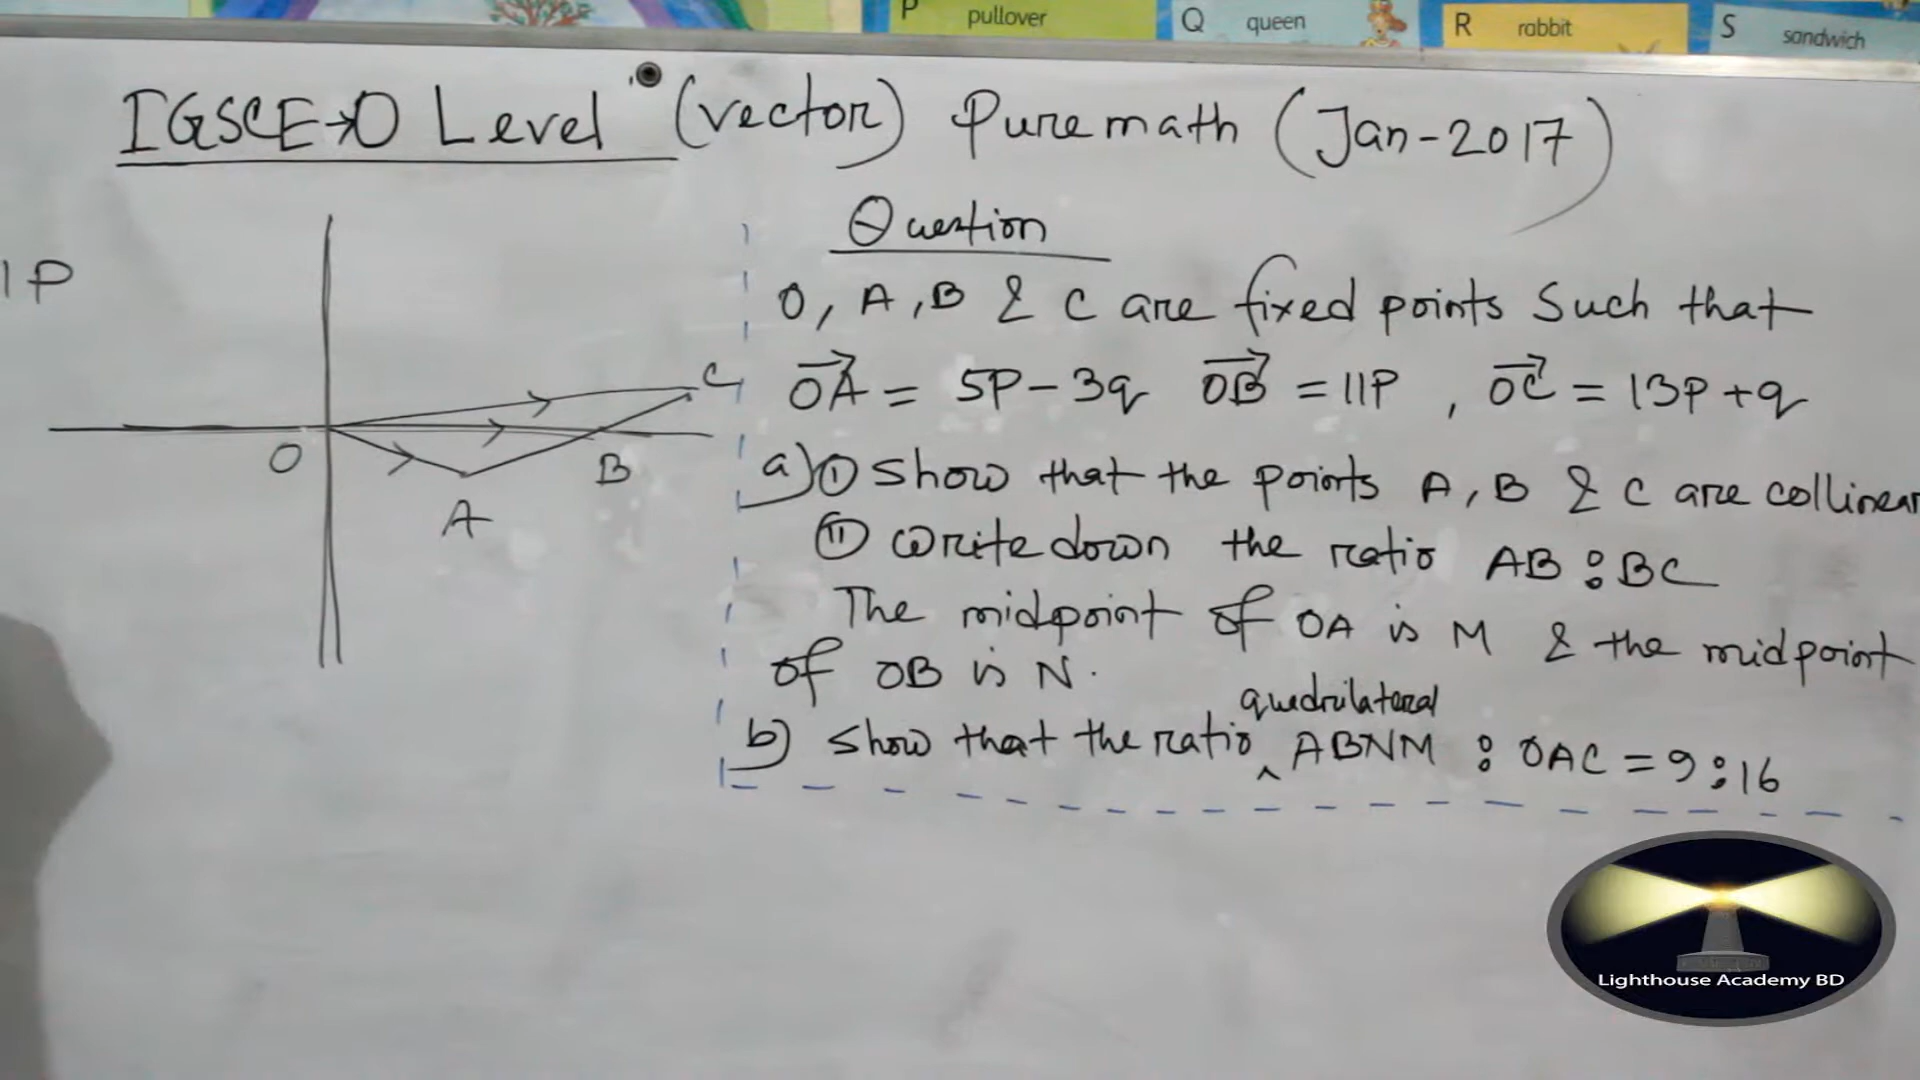 P pullover Q queen R rabbit S sandwich
IGSCE→O Level (vector) Pure math (Jan-2017)
Question
1P
O, A, B & C are fixed points Such that
OA = 5P-3q OB = 11P, OC = 13P+q
C
O
B
A
a) (i) Show that the points A, B & C are collinear
(ii) write down the ratio AB : BC
The midpoint of OA is M & the midpoint
of OB is N.
quadrilateral
b) Show that the ratio ^ ABNM : OAC = 9:16
Lighthouse Academy BD